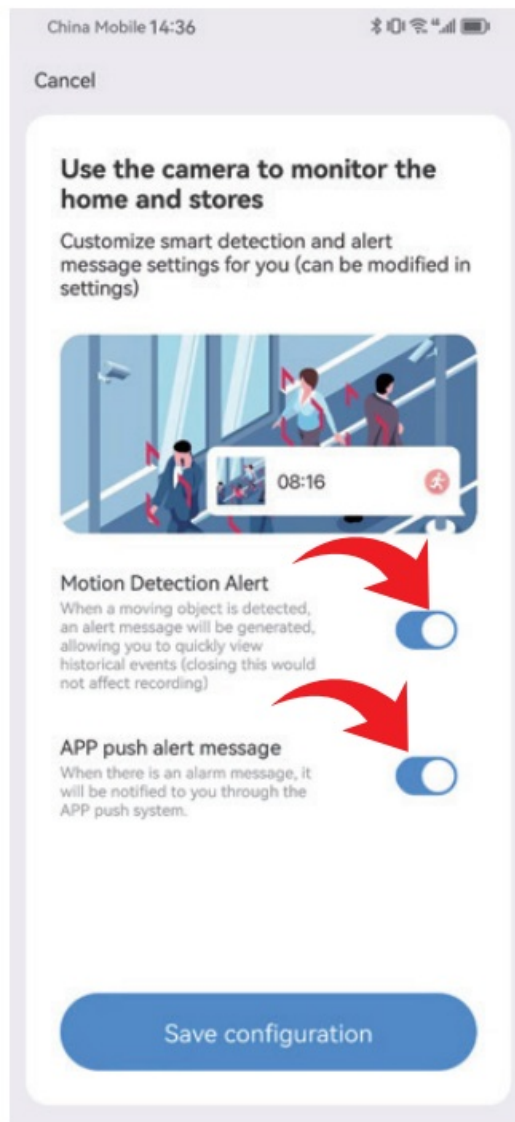 China Mobile 14:36
Cancel
Use the camera to monitor the
home and stores
Customize smart detection and alert
message settings for you (can be modified in
settings)
08:16
Motion Detection Alert
When a moving object is detected,
an alert message will be generated,
allowing you to quickly view
historical events (closing this would
not affect recording)
APP push alert message
When there is an alarm message, it
will be notified to you through the
APP push system.
Save configuration